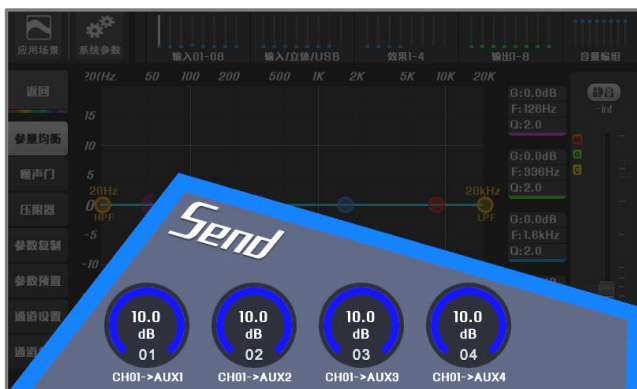 应用场景 系统参数 输入01-08 输入/立体/USB 效果1-4 输出1-8 音量编组
20Hz 50 100 200 500 1K 2K 5K 10K 20K
返回
参量均衡
噪声门
压限器
参数复制
参数预置
通道设置
15
10
5
0
-5
-10
20Hz
HPF
20kHz
LPF
G:0.0dB
F:126Hz
Q:2.0
G:0.0dB
F:336Hz
Q:2.0
G:0.0dB
F:1.6kHz
Q:2.0
静音
-inf
G
C
Send
10.0 10.0 10.0 10.0
dB dB dB dB
01 02 03 04
CH01->AUX1 CH01->AUX2 CH01->AUX3 CH01->AUX4